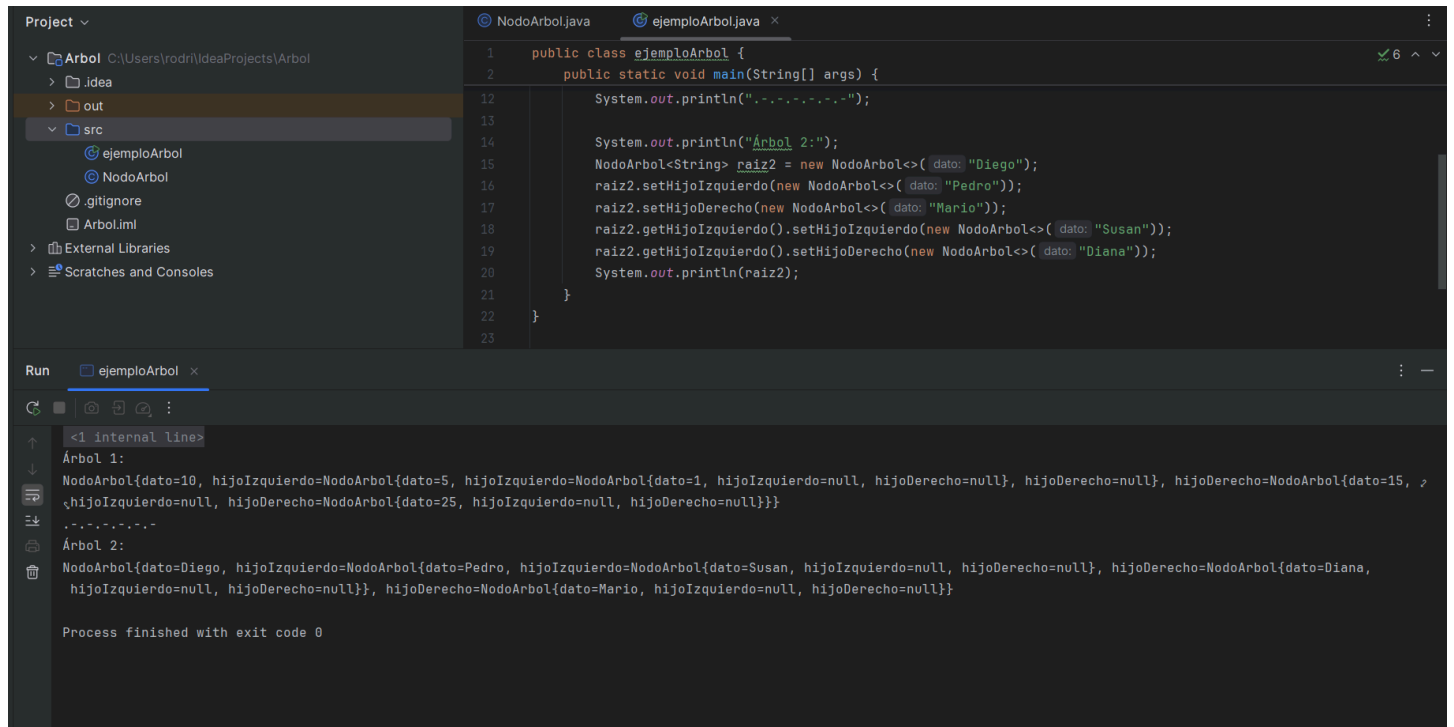 Project
Arbol C:\Users\rodri\IdeaProjects\Arbol
.idea
out
src
ejemploArbol
NodoArbol
.gitignore
Arbol.iml
External Libraries
Scratches and Consoles
NodoArbol.java ejemploArbol.java
6
1 public class ejemploArbol {
2 public static void main(String[] args) {
12 System.out.println(".-.-.-.-.-.-");
13
14 System.out.println("Árbol 2:");
15 NodoArbol<String> raiz2 = new NodoArbol<>( dato: "Diego");
16 raiz2.setHijoIzquierdo(new NodoArbol<>( dato: "Pedro"));
17 raiz2.setHijoDerecho(new NodoArbol<>( dato: "Mario"));
18 raiz2.getHijoIzquierdo().setHijoIzquierdo(new NodoArbol<>( dato: "Susan"));
19 raiz2.getHijoIzquierdo().setHijoDerecho(new NodoArbol<>( dato: "Diana"));
20 System.out.println(raiz2);
21 }
22 }
23
Run ejemploArbol
<1 internal line>
Árbol 1:
NodoArbol{dato=10, hijoIzquierdo=NodoArbol{dato=5, hijoIzquierdo=NodoArbol{dato=1, hijoIzquierdo=null, hijoDerecho=null}, hijoDerecho=null}, hijoDerecho=NodoArbol{dato=15,
hijoIzquierdo=null, hijoDerecho=NodoArbol{dato=25, hijoIzquierdo=null, hijoDerecho=null}}}
.-.-.-.-.-.-
Árbol 2:
NodoArbol{dato=Diego, hijoIzquierdo=NodoArbol{dato=Pedro, hijoIzquierdo=NodoArbol{dato=Susan, hijoIzquierdo=null, hijoDerecho=null}, hijoDerecho=NodoArbol{dato=Diana,
hijoIzquierdo=null, hijoDerecho=null}}, hijoDerecho=NodoArbol{dato=Mario, hijoIzquierdo=null, hijoDerecho=null}}
Process finished with exit code 0